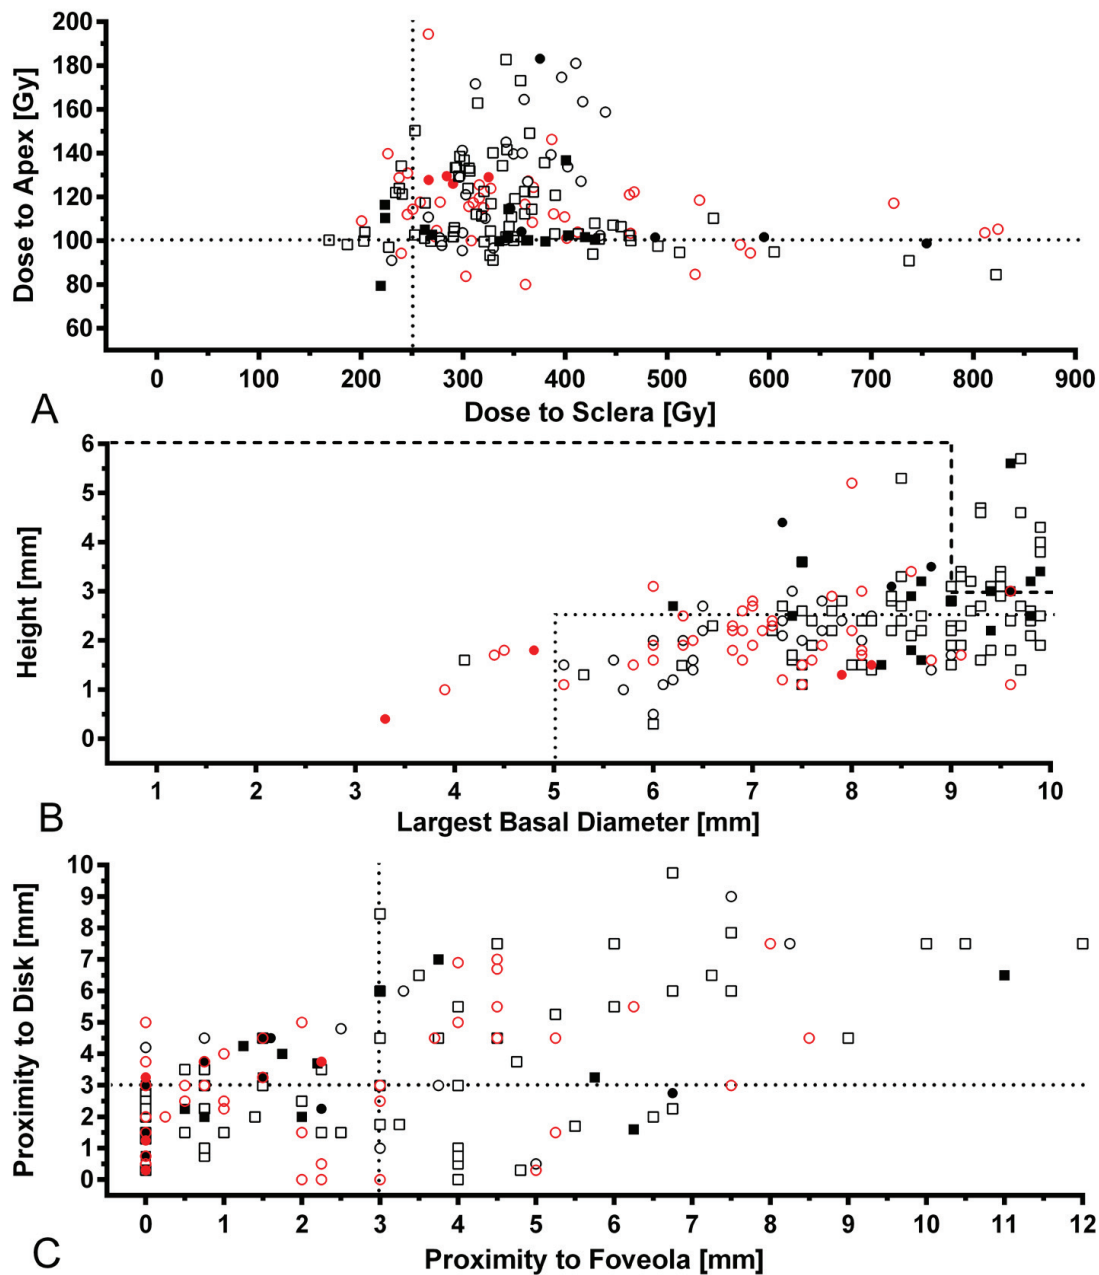 200
180
160
140
120
100
80
60
Dose to Apex [Gy]
0 100 200 300 400 500 600 700 800 900
A Dose to Sclera [Gy]
6
5
4
3
2
1
0
Height [mm]
1 2 3 4 5 6 7 8 9 10
B Largest Basal Diameter [mm]
10
9
8
7
6
5
4
3
2
1
0
Proximity to Disk [mm]
0 1 2 3 4 5 6 7 8 9 10 11 12
C Proximity to Foveola [mm]